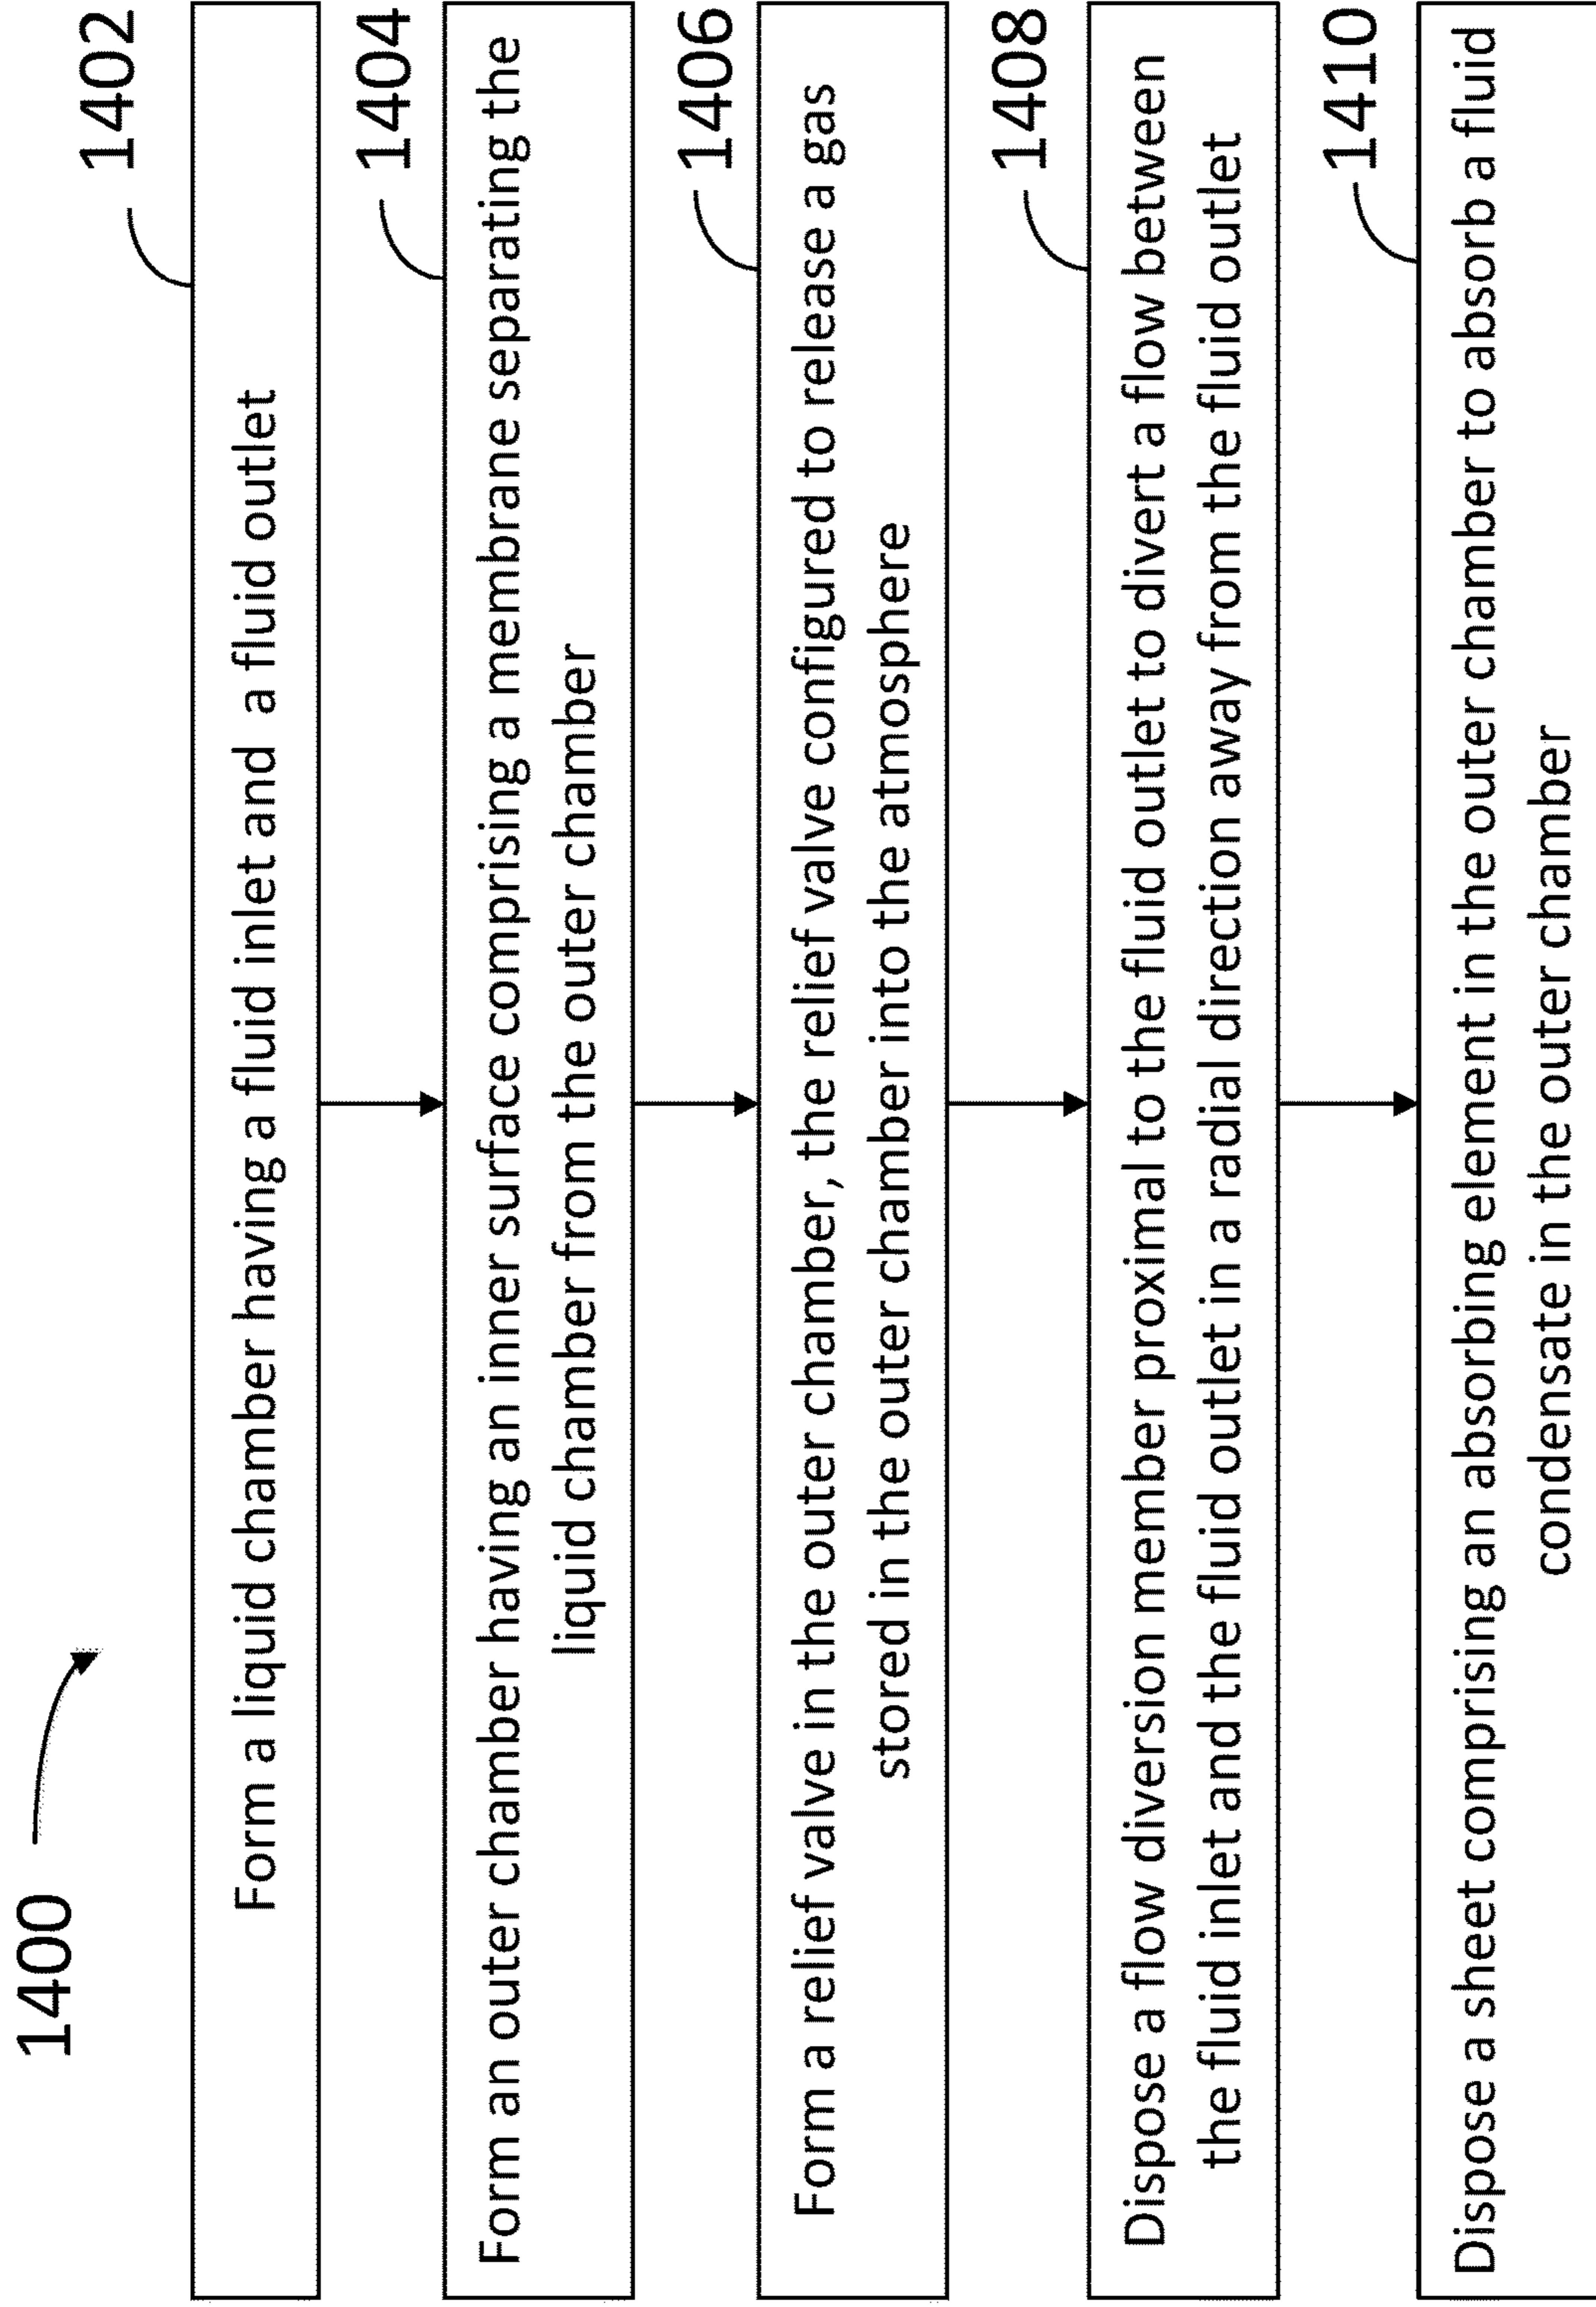 1400
1402
Form a liquid chamber having a fluid inlet and a fluid outlet
1404
Form an outer chamber having an inner surface comprising a membrane separating the
liquid chamber from the outer chamber
1406
Form a relief valve in the outer chamber, the relief valve configured to release a gas
stored in the outer chamber into the atmosphere
1408
Dispose a flow diversion member proximal to the fluid outlet to divert a flow between
the fluid inlet and the fluid outlet in a radial direction away from the fluid outlet
1410
Dispose a sheet comprising an absorbing element in the outer chamber to absorb a fluid
condensate in the outer chamber